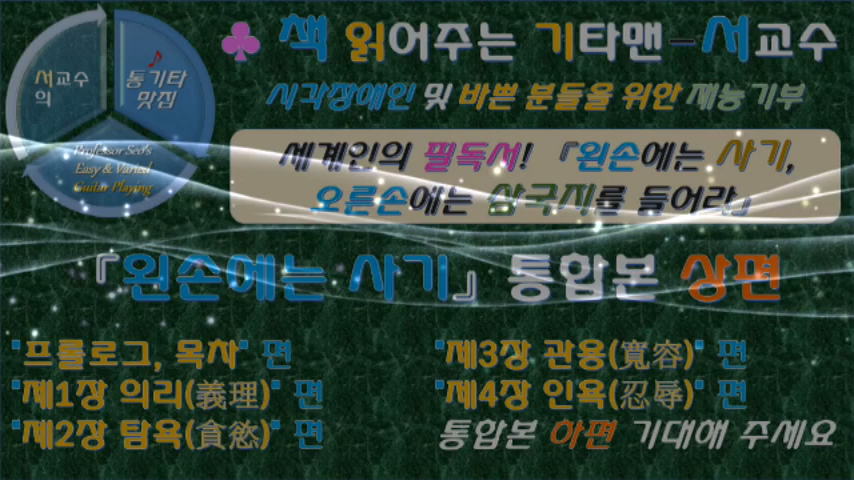 ♣ 책 읽어주는 기타맨-서교수
시각장애인 및 바쁜 분들을 위한 재능기부
서교수의
통기타
맛집
Professor Seo's
Easy & Varied
Guitar Playing
세계인의 필독서! 『왼손에는 사기,
오른손에는 삼국지를 들어라』
『왼손에는 사기』 통합본 상편
"프롤로그, 목차" 편
"제1장 의리(義理)" 편
"제2장 탐욕(貪慾)" 편
"제3장 관용(寬容)" 편
"제4장 인욕(忍辱)" 편
통합본 하편 기대해 주세요